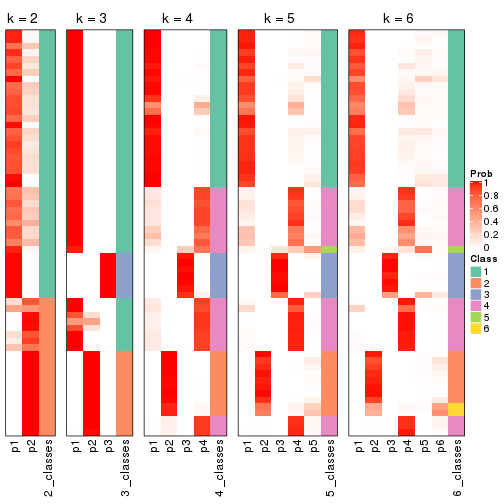 k = 2
k = 3
k = 4
k = 5
k = 6
p1
p2
2_classes
p1
p2
p3
3_classes
p1
p2
p3
p4
4_classes
p1
p2
p3
p4
p5
5_classes
p1
p2
p3
p4
p5
p6
6_classes
Prob
1
0.8
0.6
0.4
0.2
0
Class
1
2
3
4
5
6